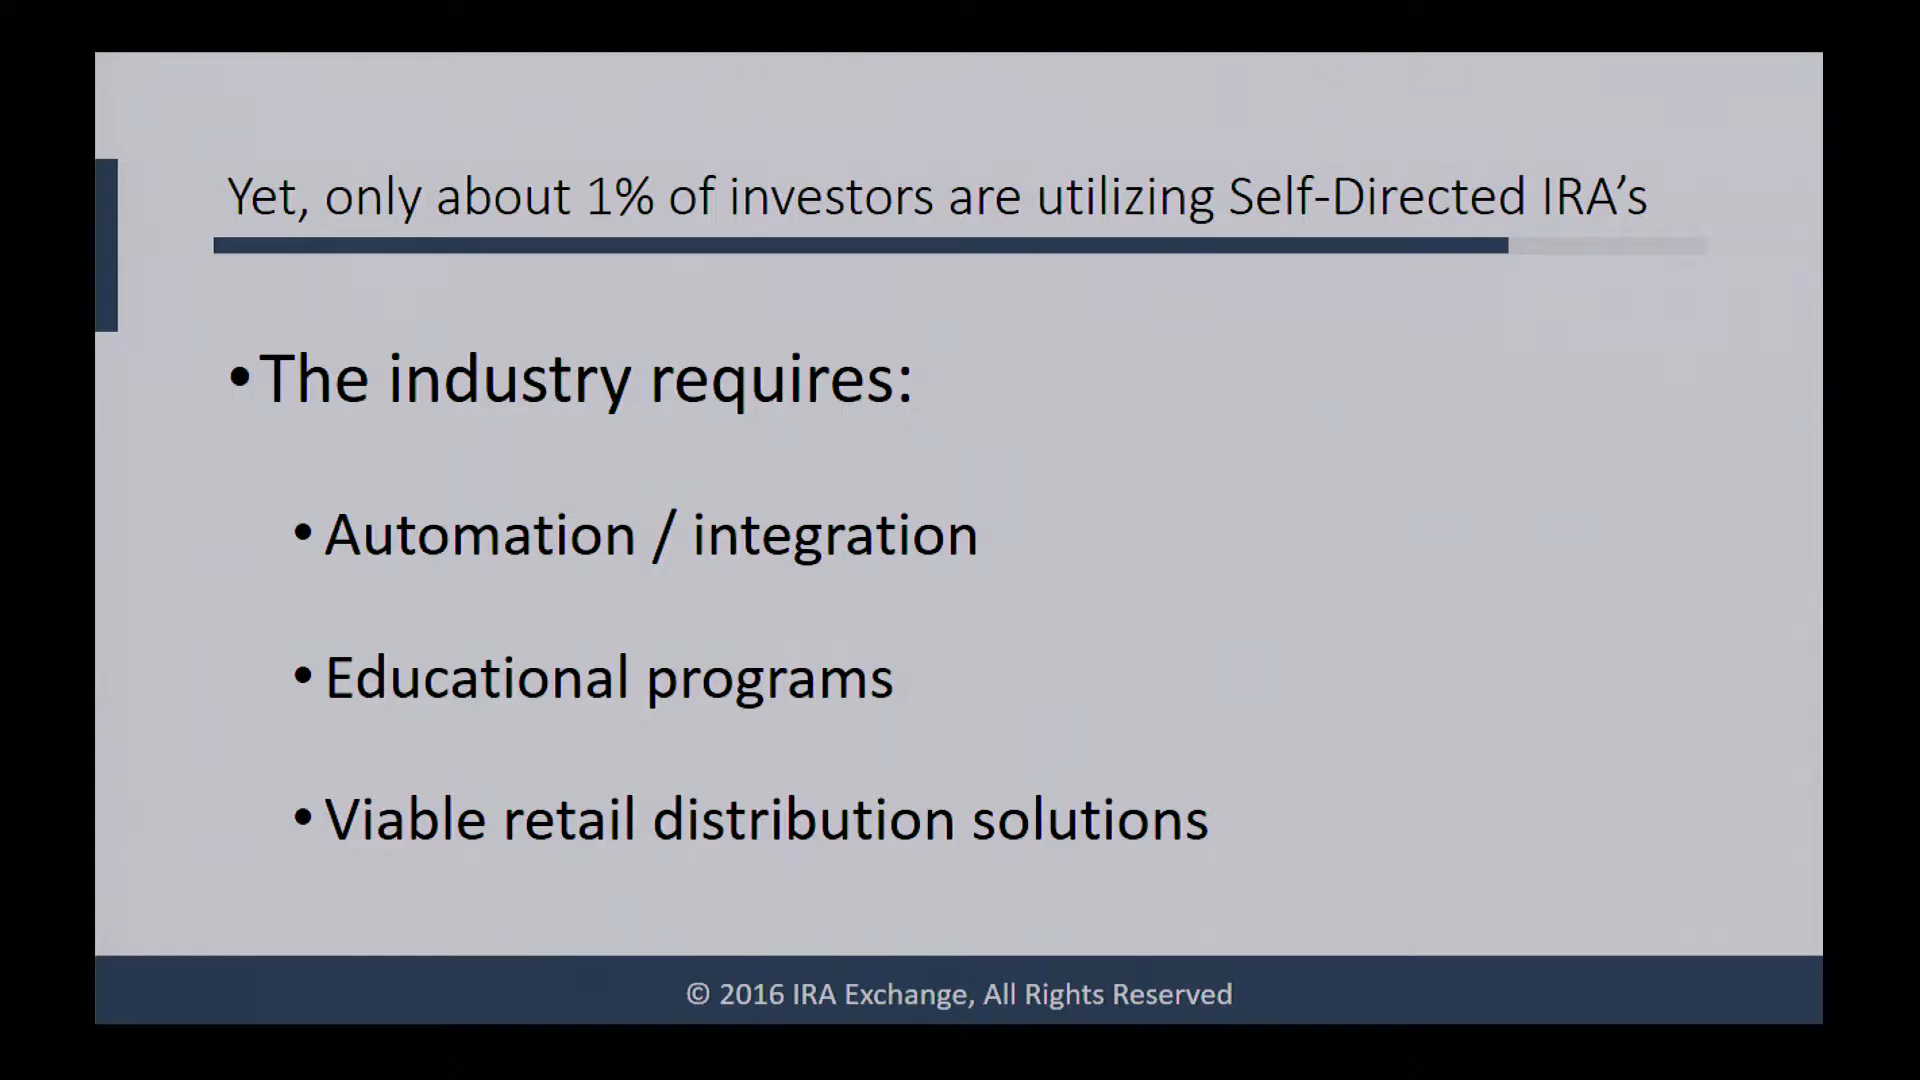 Yet, only about 1% of investors are utilizing Self-Directed IRA’s
•The industry requires:
•Automation / integration
•Educational programs
•Viable retail distribution solutions
© 2016 IRA Exchange, All Rights Reserved